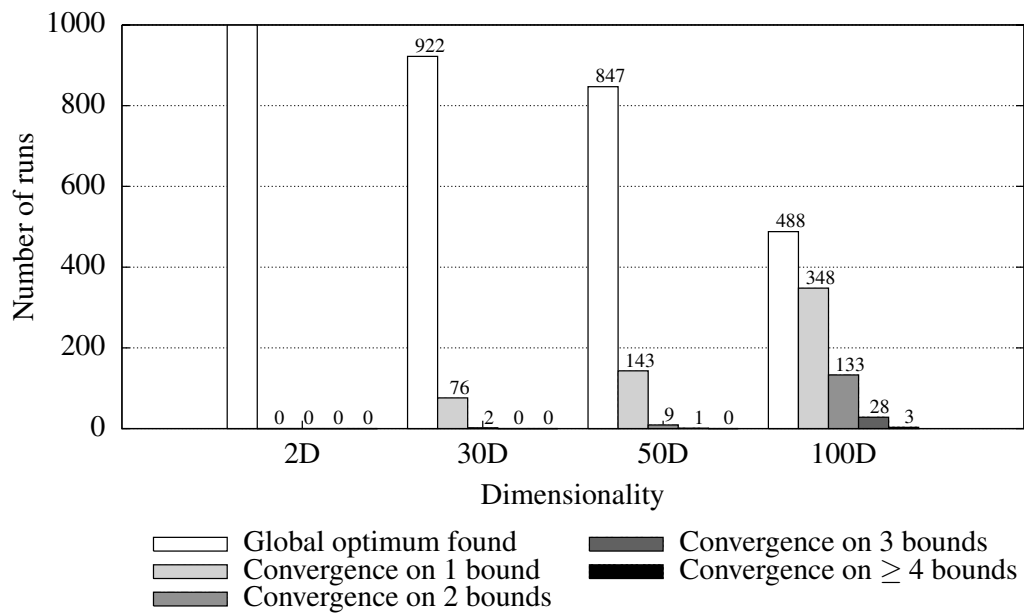 1000
800
600
400
200
0
Number of runs
0 0 0 0
922 76 2 0 0
847 143 9 1 0
488 348 133 28 3
2D 30D 50D 100D
Dimensionality
Global optimum found
Convergence on 1 bound
Convergence on 2 bounds
Convergence on 3 bounds
Convergence on ≥ 4 bounds